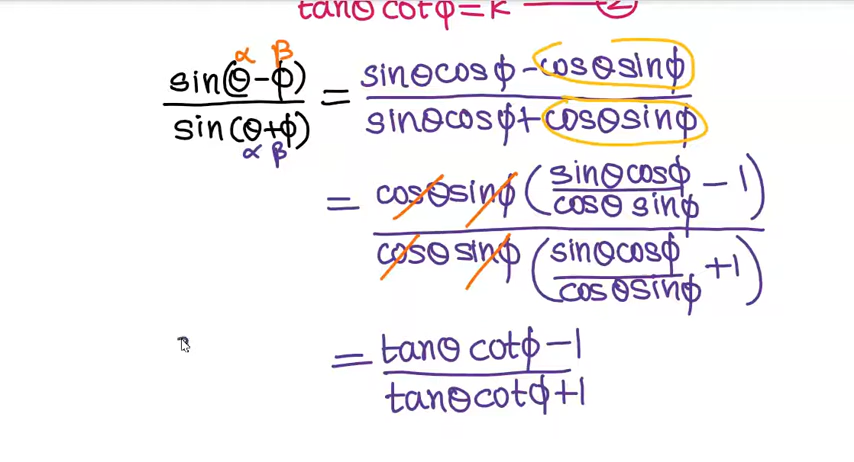 tanθ cotϕ = K — ②
α β
sin(θ−ϕ) / sin(θ+ϕ) = sinθcosϕ − cosθsinϕ / sinθcosϕ + cosθsinϕ
α β
= cosθsinϕ (sinθcosϕ / cosθ sinϕ − 1) / cosθ sinϕ (sinθcosϕ / cosθsinϕ + 1)
= tanθ cotϕ − 1 / tanθcotϕ + 1